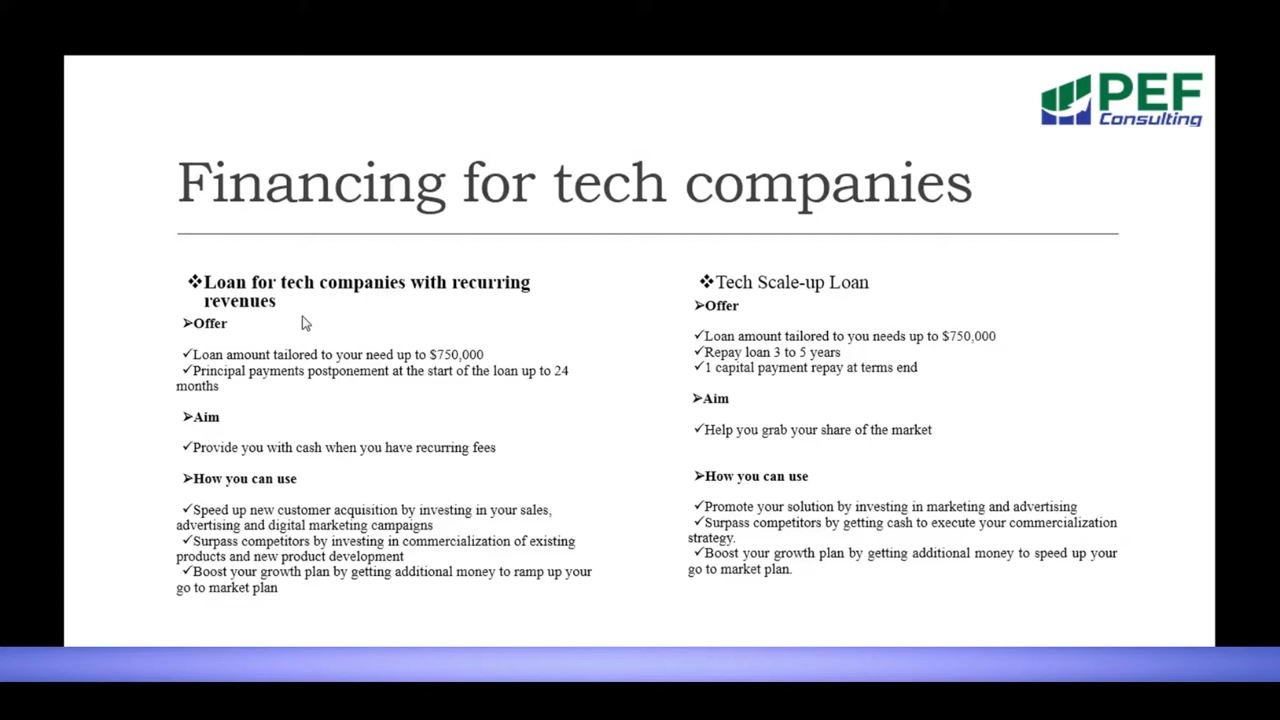 PEF
Consulting
Financing for tech companies
❖Loan for tech companies with recurring
revenues
➢Offer
✓Loan amount tailored to your need up to $750,000
✓Principal payments postponement at the start of the loan up to 24
months
➢Aim
✓Provide you with cash when you have recurring fees
➢How you can use
✓Speed up new customer acquisition by investing in your sales,
advertising and digital marketing campaigns
✓Surpass competitors by investing in commercialization of existing
products and new product development
✓Boost your growth plan by getting additional money to ramp up your
go to market plan
❖Tech Scale-up Loan
➢Offer
✓Loan amount tailored to you needs up to $750,000
✓Repay loan 3 to 5 years
✓1 capital payment repay at terms end
➢Aim
✓Help you grab your share of the market
➢How you can use
✓Promote your solution by investing in marketing and advertising
✓Surpass competitors by getting cash to execute your commercialization
strategy.
✓Boost your growth plan by getting additional money to speed up your
go to market plan.